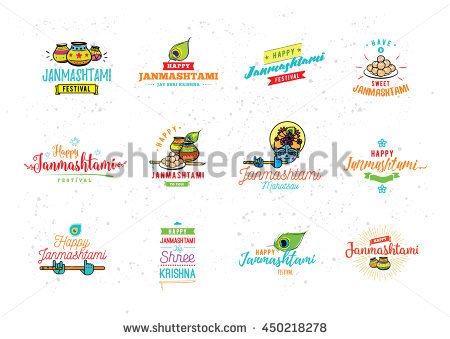 JANMASHTAMI
FESTIVAL
HAPPY
JANMASHTAMI
JAY SHRI KRISHNA
HAPPY
Janmashtami
FESTIVAL
HAVE
A
SWEET
JANMASHTAMI
Happy
Janmashtami
FESTIVAL
HAPPY
JANMASHTAMI
TO YOU
Janmashtami
Mahotsav
HAPPY
Janmashtami
Happy
Janmashtami
HAPPY
JANMASHTAMI
Shree
KRISHNA
HAPPY
Janmashtami
HAPPY
Janmashtami
shutterstock
www.shutterstock.com · 450218278